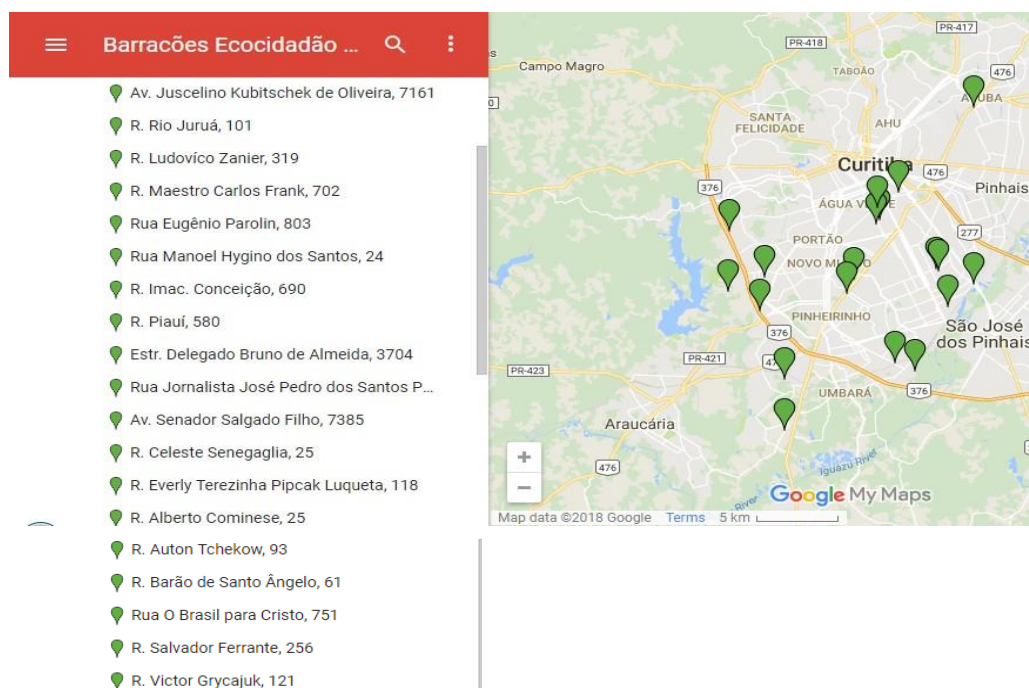 Barracões Ecocidadão ...
Av. Juscelino Kubitschek de Oliveira, 7161
R. Rio Juruá, 101
R. Ludovíco Zanier, 319
R. Maestro Carlos Frank, 702
Rua Eugênio Parolin, 803
Rua Manoel Hygino dos Santos, 24
R. Imac. Conceição, 690
R. Piauí, 580
Estr. Delegado Bruno de Almeida, 3704
Rua Jornalista José Pedro dos Santos P...
Av. Senador Salgado Filho, 7385
R. Celeste Senegaglia, 25
R. Everly Terezinha Pipcak Luqueta, 118
R. Alberto Cominese, 25
R. Auton Tchekow, 93
R. Barão de Santo Ângelo, 61
Rua O Brasil para Cristo, 751
R. Salvador Ferrante, 256
R. Victor Grycajuk, 121
PR-417
PR-418
Campo Magro
TABOÃO
476
SANTA
FELICIDADE
AHU
Curitiba
476
376
Pinhais
ÁGUA
277
PORTÃO
NOVO
PINHEIRINHO
376
São José
dos Pinhais
PR-421
PR-423
376
UMBARÁ
Araucária
476
Iguazu River
+
−
Google My Maps
Map data ©2018 Google Terms 5 km